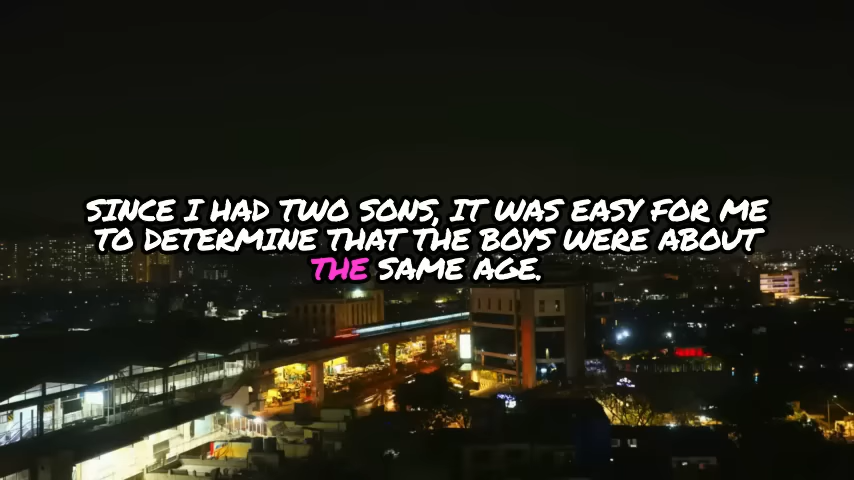 SINCE I HAD TWO SONS, IT WAS EASY FOR ME
TO DETERMINE THAT THE BOYS WERE ABOUT
THE SAME AGE.